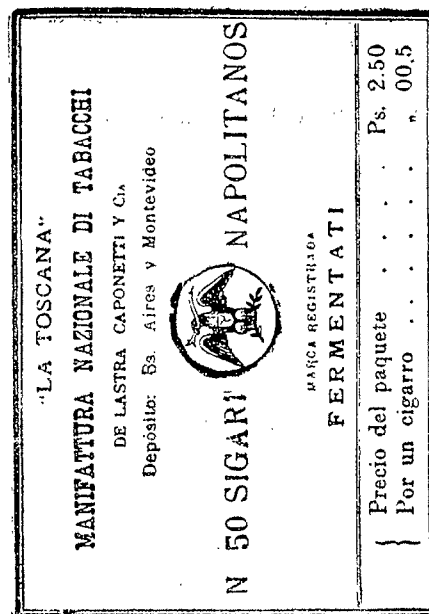 "LA TOSCANA"
MANIFATTURA NAZIONALE DI TABACCHI
DE LASTRA CAPONETTI Y CIA
Depósito: Bs. Aires y Montevideo
N 50 SIGARI NAPOLITANOS
MARCA REGISTRADA
FERMENTATI
{ Precio del paquete . . . . Ps. 2.50
{ Por un cigarro . . . . . . . „ 00,5